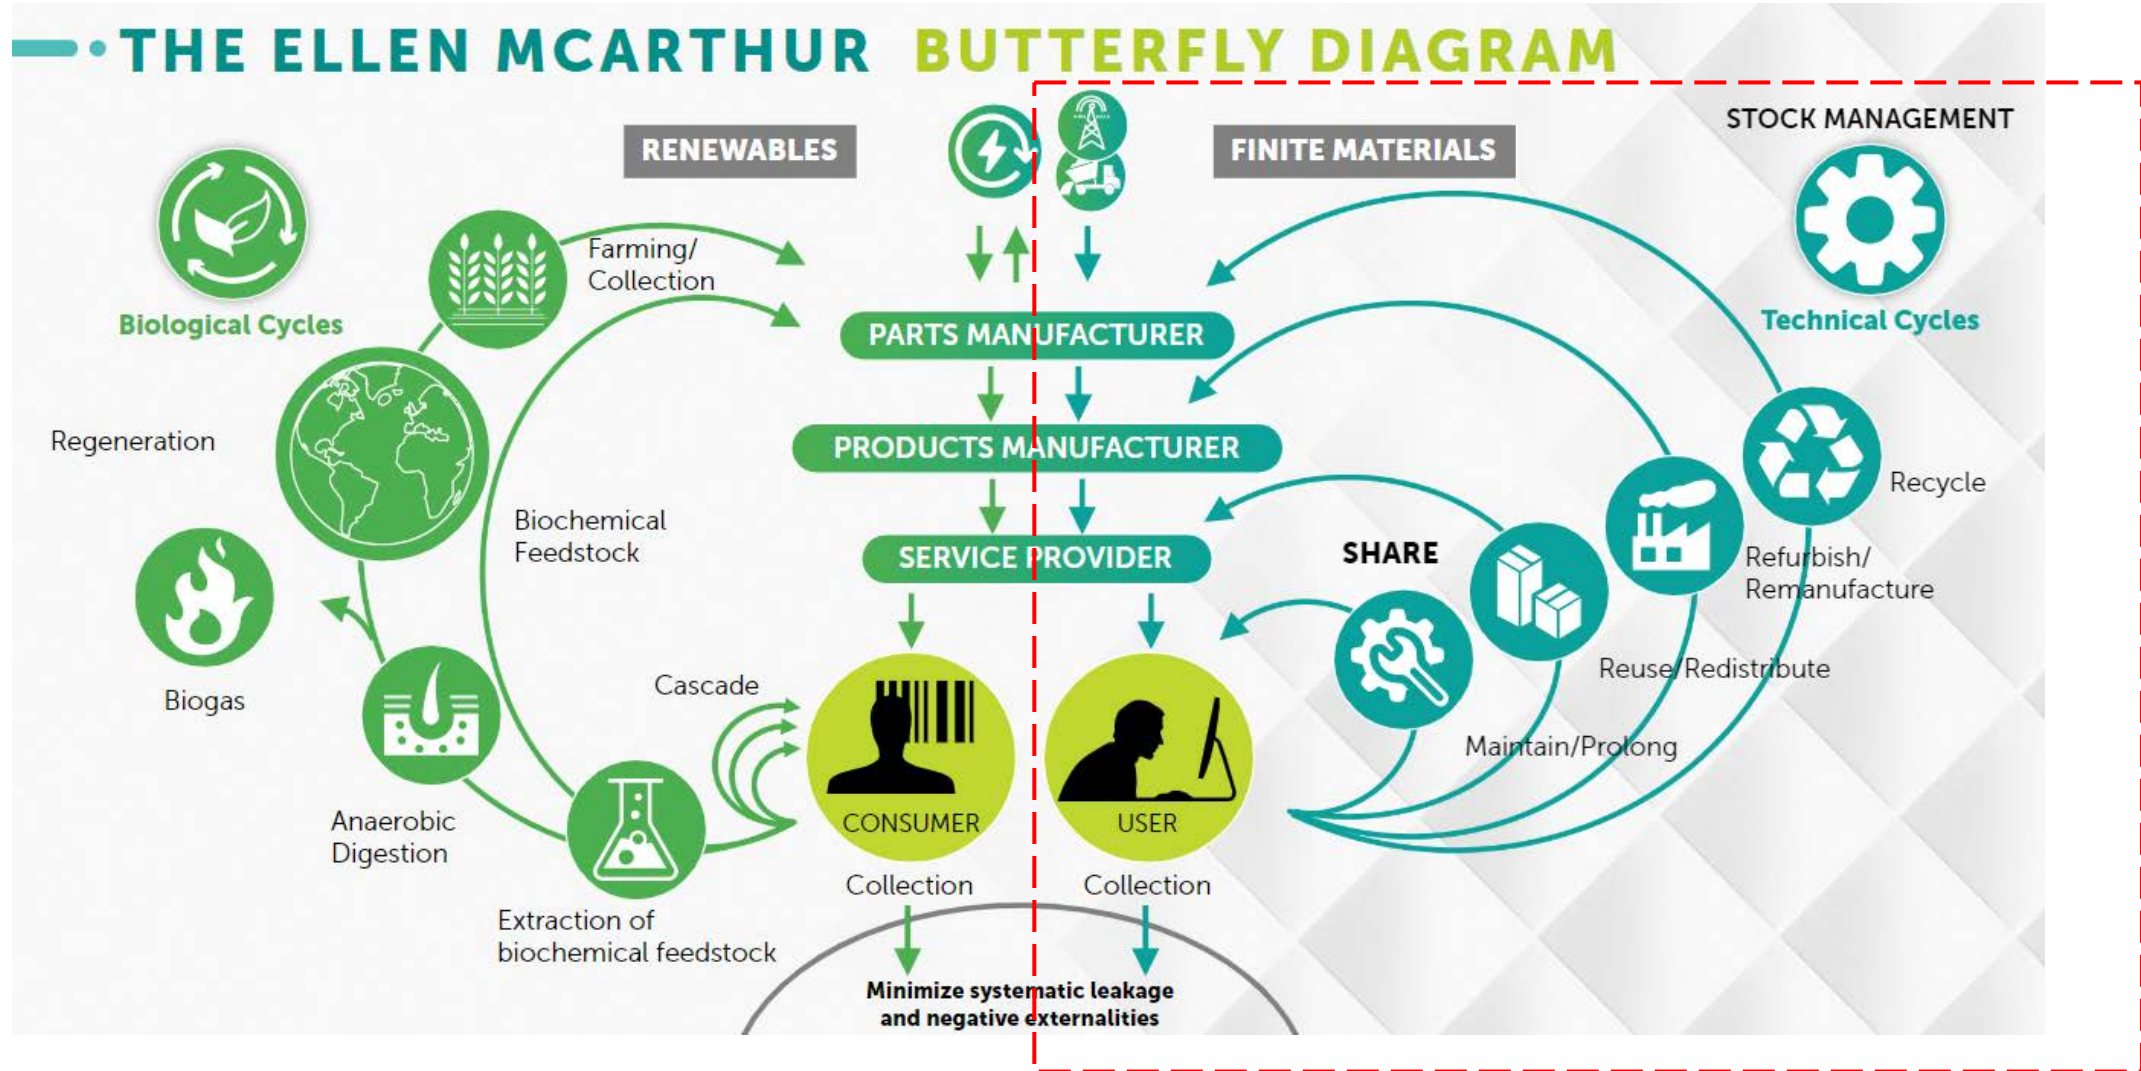 THE ELLEN MCARTHUR BUTTERFLY DIAGRAM
STOCK MANAGEMENT
RENEWABLES
FINITE MATERIALS
Farming/
Collection
Biological Cycles
Technical Cycles
PARTS MANUFACTURER
Regeneration
PRODUCTS MANUFACTURER
Recycle
Biochemical
Feedstock
SERVICE PROVIDER
SHARE
Refurbish/
Remanufacture
Reuse/Redistribute
Cascade
Biogas
Maintain/Prolong
Anaerobic
Digestion
CONSUMER
USER
Collection
Collection
Extraction of
biochemical feedstock
Minimize systematic leakage
and negative externalities